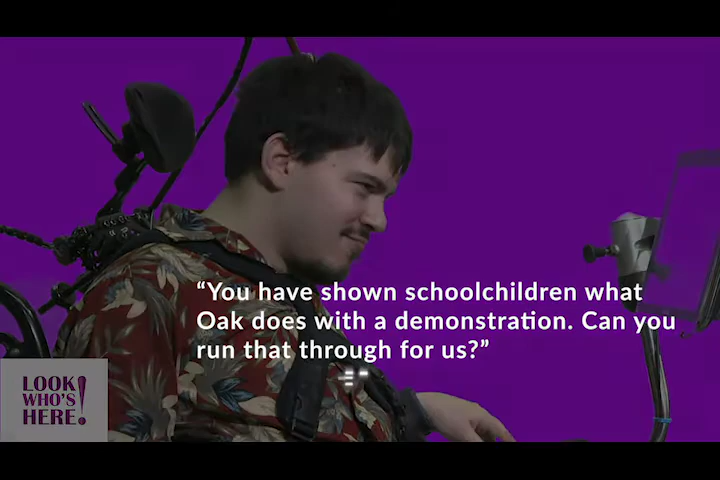 “You have shown schoolchildren what
Oak does with a demonstration. Can you
run that through for us?”
LOOK
WHO'S
HERE!